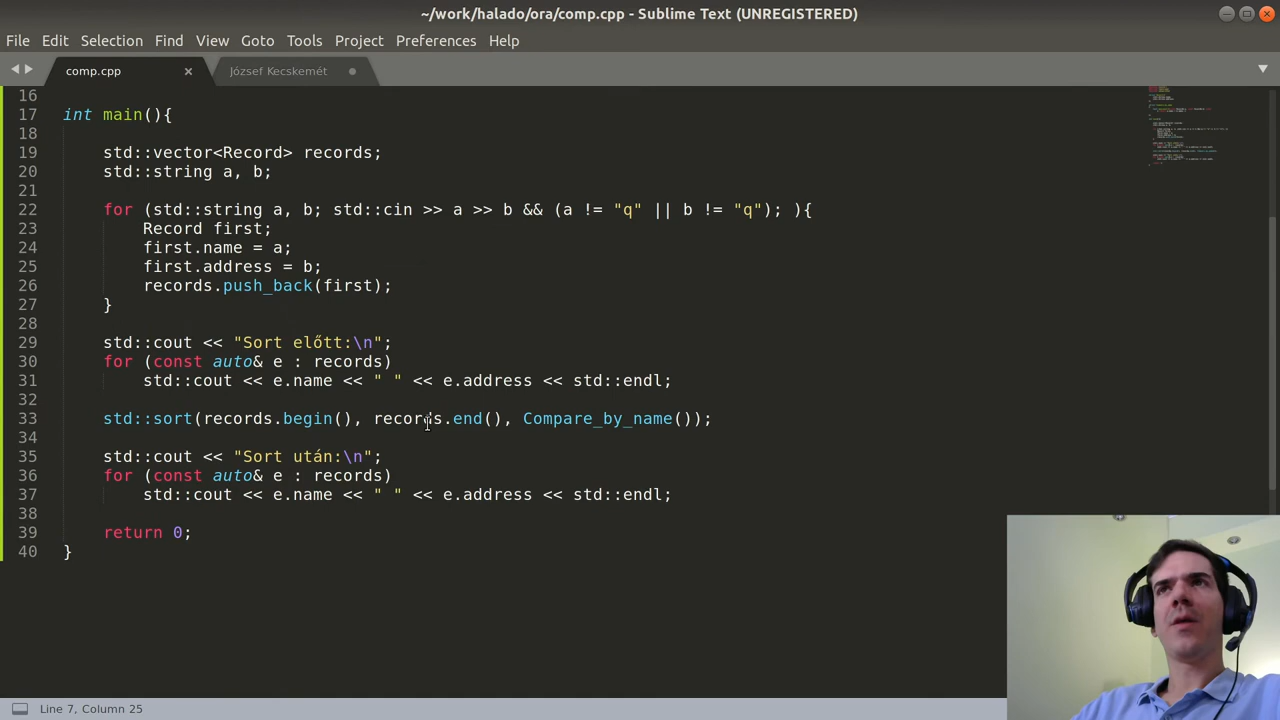 ~/work/halado/ora/comp.cpp - Sublime Text (UNREGISTERED)
File Edit Selection Find View Goto Tools Project Preferences Help
comp.cpp József Kecskemét
16
17 int main(){
18
19 std::vector<Record> records;
20 std::string a, b;
21
22 for (std::string a, b; std::cin >> a >> b && (a != "q" || b != "q"); ){
23 Record first;
24 first.name = a;
25 first.address = b;
26 records.push_back(first);
27 }
28
29 std::cout << "Sort előtt:\n";
30 for (const auto& e : records)
31 std::cout << e.name << " " << e.address << std::endl;
32
33 std::sort(records.begin(), records.end(), Compare_by_name());
34
35 std::cout << "Sort után:\n";
36 for (const auto& e : records)
37 std::cout << e.name << " " << e.address << std::endl;
38
39 return 0;
40 }
Line 7, Column 25